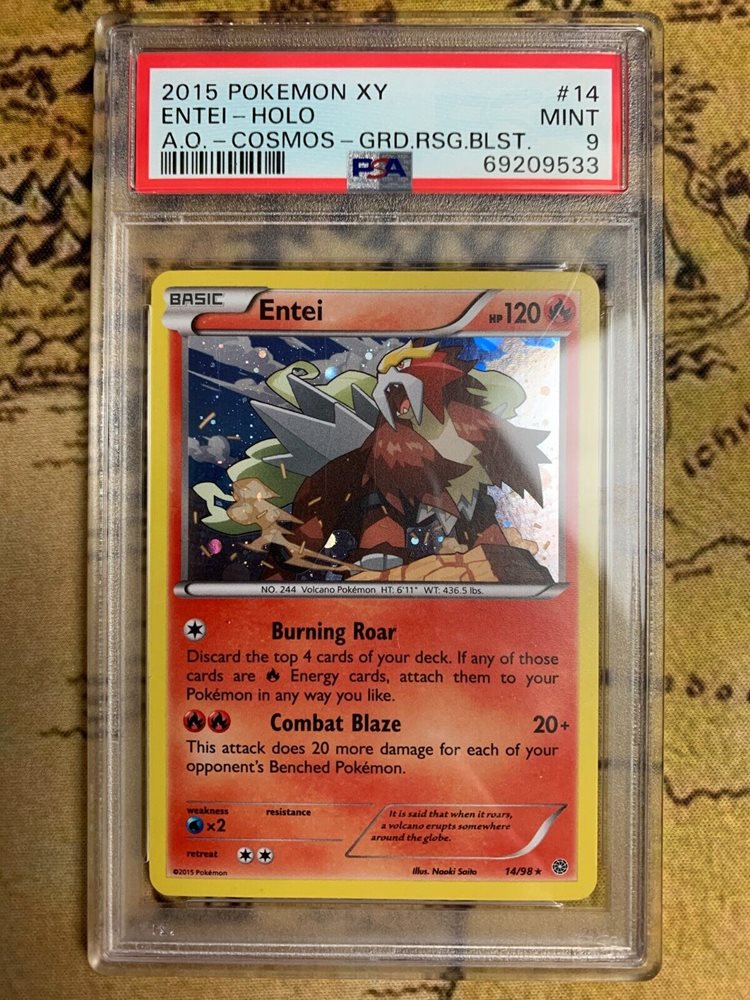 2015 POKEMON XY #14
ENTEI-HOLO MINT
A.O.-COSMOS-GRD.RSG.BLST. 9
PSA 69209533
BASIC Entei HP120
NO. 244 Volcano Pokémon HT: 6'11" WT: 436.5 lbs.
Burning Roar
Discard the top 4 cards of your deck. If any of those
cards are Energy cards, attach them to your
Pokémon in any way you like.
Combat Blaze 20+
This attack does 20 more damage for each of your
opponent's Benched Pokémon.
weakness resistance
×2
retreat
It is said that when it roars,
a volcano erupts somewhere
around the globe.
©2015 Pokémon Illus. Naoki Saito 14/98